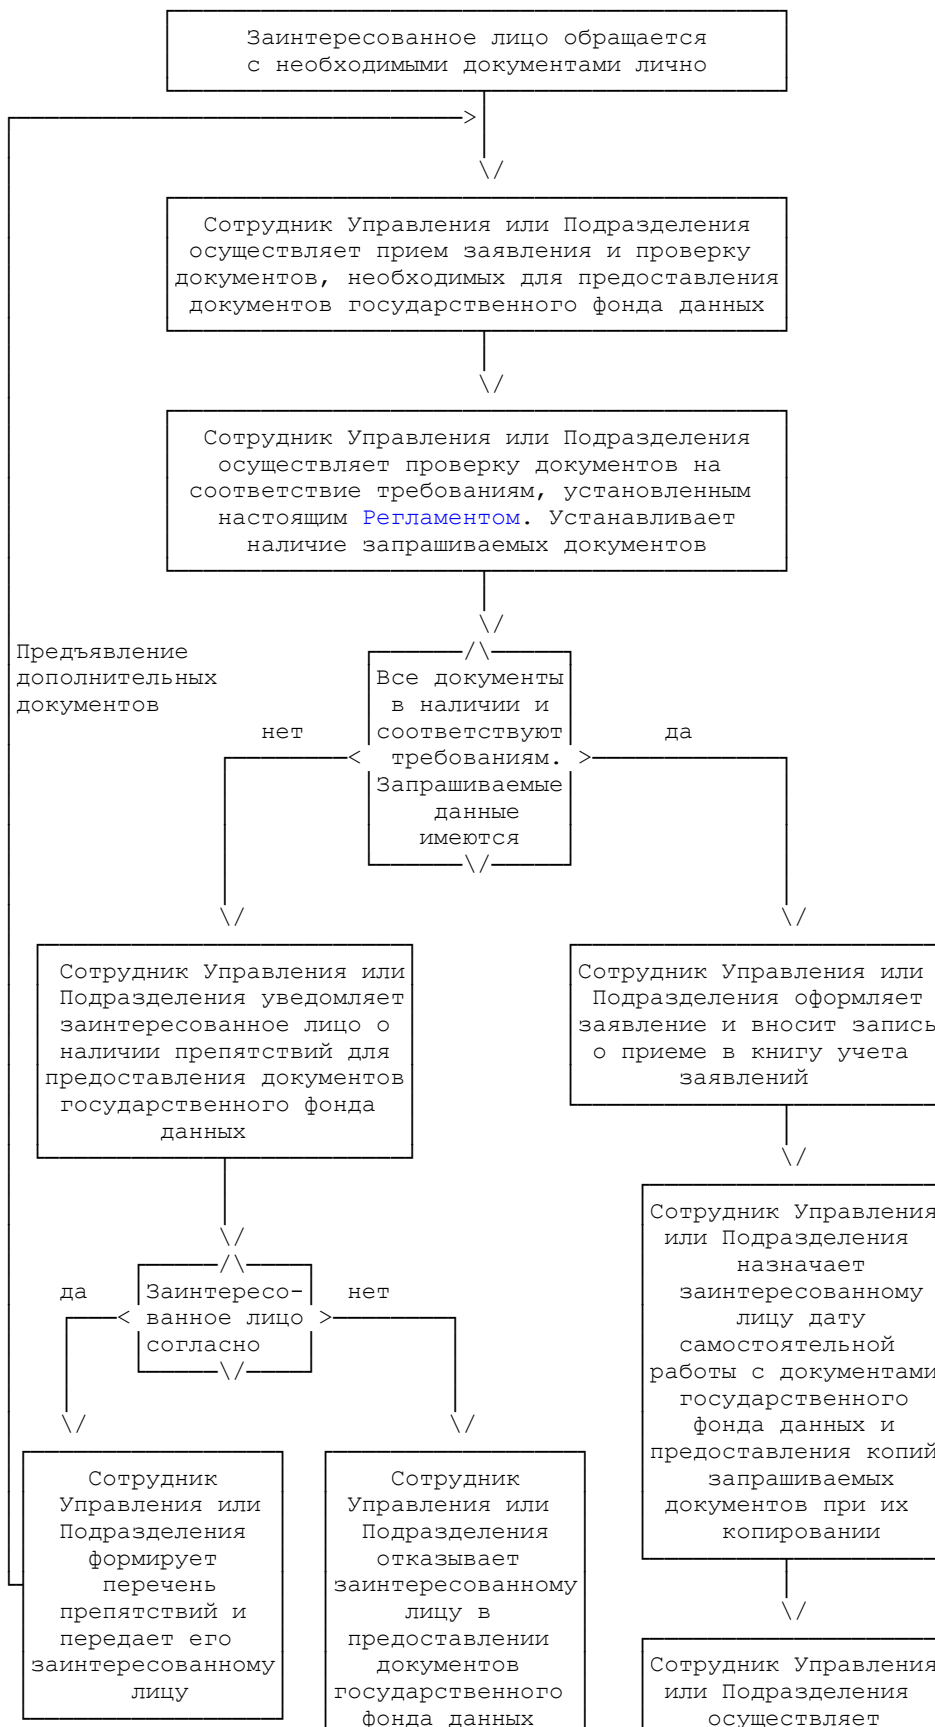 Заинтересованное лицо обращается
с необходимыми документами лично
Сотрудник Управления или Подразделения
осуществляет прием заявления и проверку
документов, необходимых для предоставления
документов государственного фонда данных
Сотрудник Управления или Подразделения
осуществляет проверку документов на
соответствие требованиям, установленным
настоящим Регламентом. Устанавливает
наличие запрашиваемых документов
Предъявление
дополнительных
документов
Все документы
в наличии и
соответствуют
требованиям.
Запрашиваемые
данные
имеются
нет
да
Сотрудник Управления или
Подразделения уведомляет
заинтересованное лицо о
наличии препятствий для
предоставления документов
государственного фонда
данных
Сотрудник Управления или
Подразделения оформляет
заявление и вносит запись
о приеме в книгу учета
заявлений
да
Заинтересо-
ванное лицо
согласно
нет
Сотрудник Управления
или Подразделения
назначает
заинтересованному
лицу дату
самостоятельной
работы с документами
государственного
фонда данных и
предоставления копий
запрашиваемых
документов при их
копировании
Сотрудник
Управления или
Подразделения
формирует
перечень
препятствий и
передает его
заинтересованному
лицу
Сотрудник
Управления или
Подразделения
отказывает
заинтересованному
лицу в
предоставлении
документов
государственного
фонда данных
Сотрудник Управления
или Подразделения
осуществляет